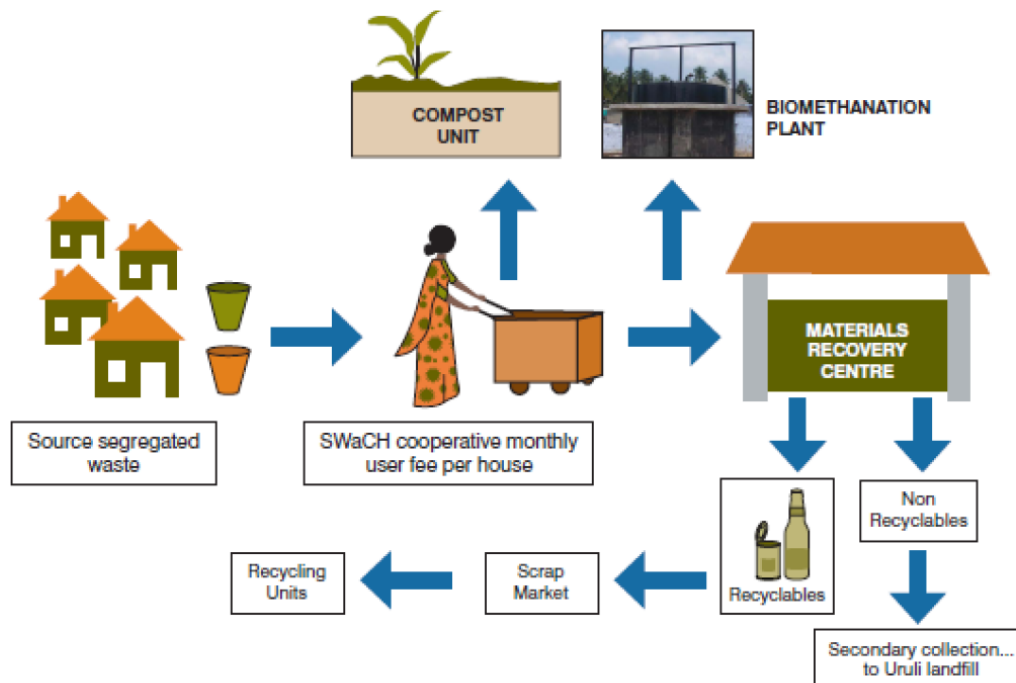 COMPOST
UNIT
BIOMETHANATION
PLANT
MATERIALS
RECOVERY
CENTRE
Source segregated
waste
SWaCH cooperative monthly
user fee per house
Non
Recyclables
Recycling
Units
Scrap
Market
Recyclables
Secondary collection...
to Uruli landfill